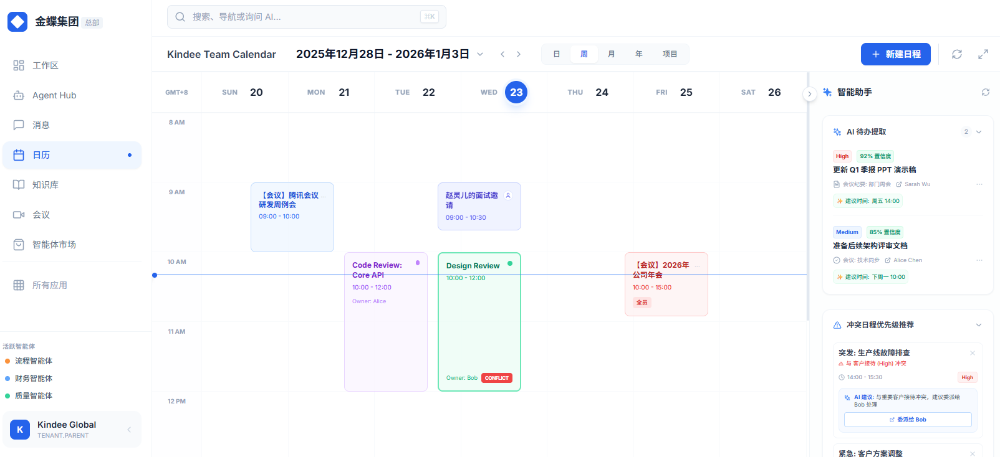 金蝶集团 总部
搜索、导航或询问 AI... ⌘K
工作区
Agent Hub
消息
日历
知识库
会议
智能体市场
所有应用
活跃智能体
流程智能体
财务智能体
质量智能体
K
Kindee Global
TENANT.PARENT
Kindee Team Calendar
2025年12月28日 - 2026年1月3日
日 周 月 年 项目
+ 新建日程
GMT+8
SUN 20
MON 21
TUE 22
WED 23
THU 24
FRI 25
SAT 26
8 AM
9 AM
10 AM
11 AM
12 PM
【会议】腾讯会议 ...
研发周例会
09:00 - 10:00
赵灵儿的面试邀
请
09:00 - 10:30
Code Review:
Core API
10:00 - 12:00
Owner: Alice
Design Review
10:00 - 12:00
Owner: Bob CONFLICT
【会议】2026年 ...
公司年会
10:00 - 15:00
全员
智能助手
AI 待办提取 2
High 92% 置信度
更新 Q1 季报 PPT 演示稿
会议纪要: 部门周会 Sarah Wu ...
建议时间: 周五 14:00
Medium 85% 置信度
准备后续架构评审文档
会议: 技术同步 Alice Chen ...
建议时间: 下周一 10:00
冲突日程优先级推荐
突发: 生产线故障排查
与 客户接待 (High) 冲突
14:00 - 15:30 High
AI 建议: 与重要客户接待冲突，建议委派给
Bob 处理
委派给 Bob
紧急: 客户方案调整